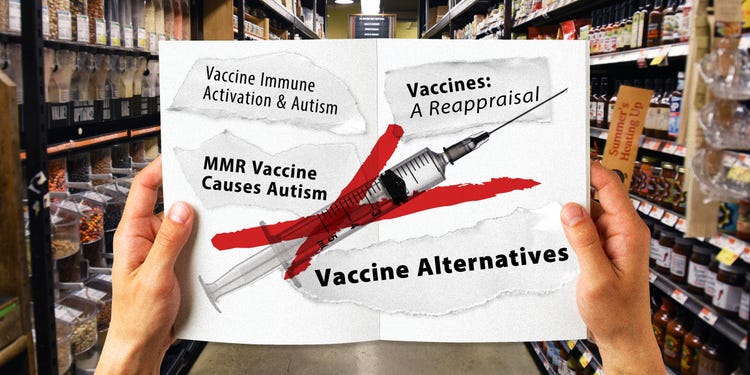 Vaccine Immune
Activation & Autism
Vaccines:
A Reappraisal
MMR Vaccine
Causes Autism
Vaccine Alternatives
Summer's
Heating Up